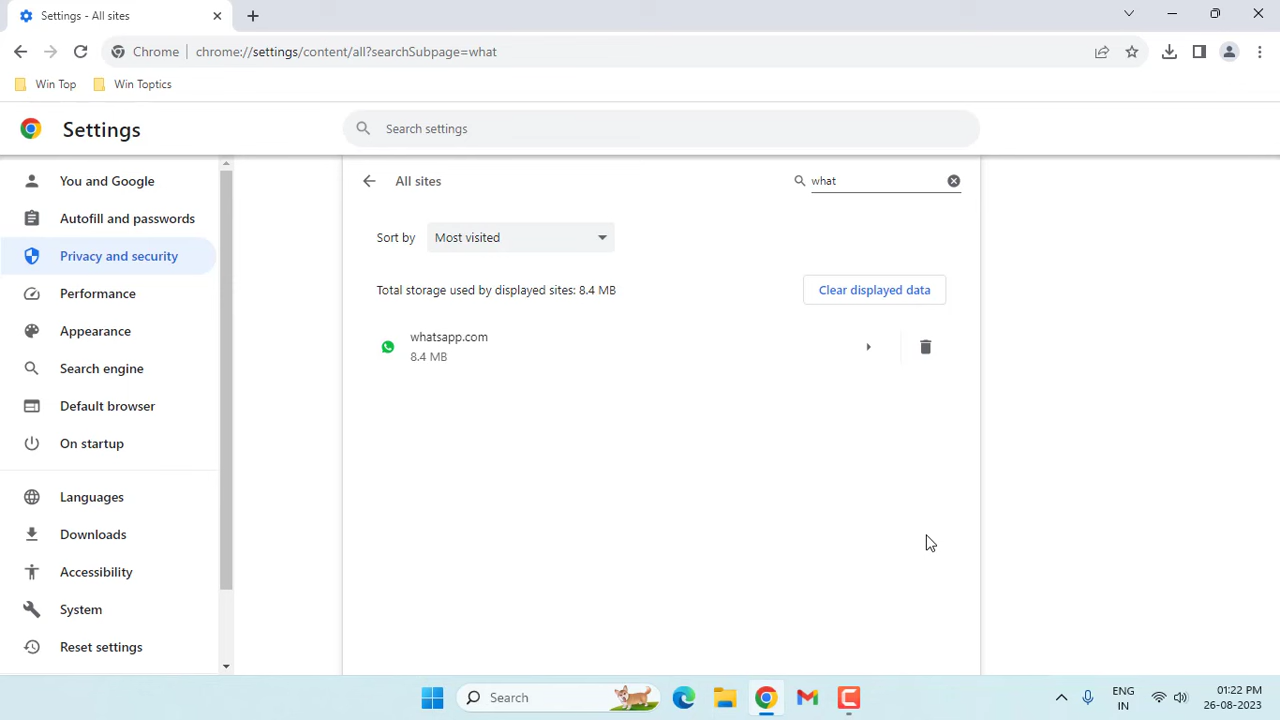 Settings - All sites
Chrome chrome://settings/content/all?searchSubpage=what
Win Top Win Toptics
Settings
Search settings
You and Google
Autofill and passwords
Privacy and security
Performance
Appearance
Search engine
Default browser
On startup
Languages
Downloads
Accessibility
System
Reset settings
All sites
what
Sort by Most visited
Total storage used by displayed sites: 8.4 MB
Clear displayed data
whatsapp.com
8.4 MB
Search
ENG
IN
01:22 PM
26-08-2023